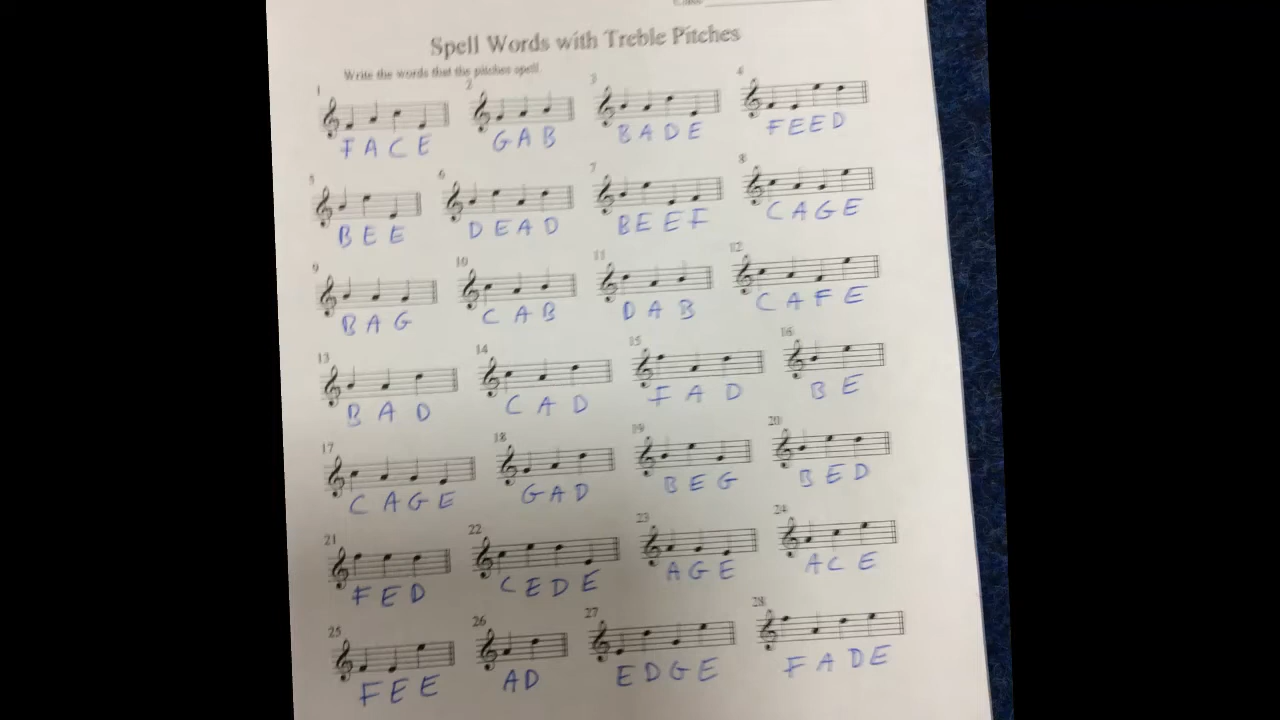 Spell Words with Treble Pitches
Write the words that the pitches spell.
1 2 3 4
FACE GAB BADE FEED
5 6 7 8
BEE DEAD BEEF CAGE
9 10 11 12
BAG CAB DAB CAFE
13 14 15 16
BAD CAD FAD BE
17 18 19 20
CAGE GAD BEG BED
21 22 23 24
FED CEDE AGE ACE
25 26 27 28
FEE AD EDGE FADE